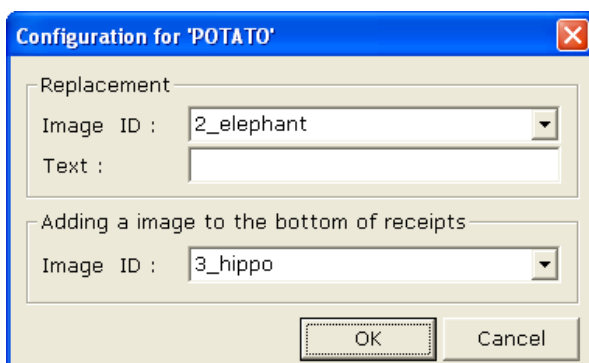 Configuration for 'POTATO'
Replacement
Image ID : 2_elephant
Text :
Adding a image to the bottom of receipts
Image ID : 3_hippo
OK Cancel